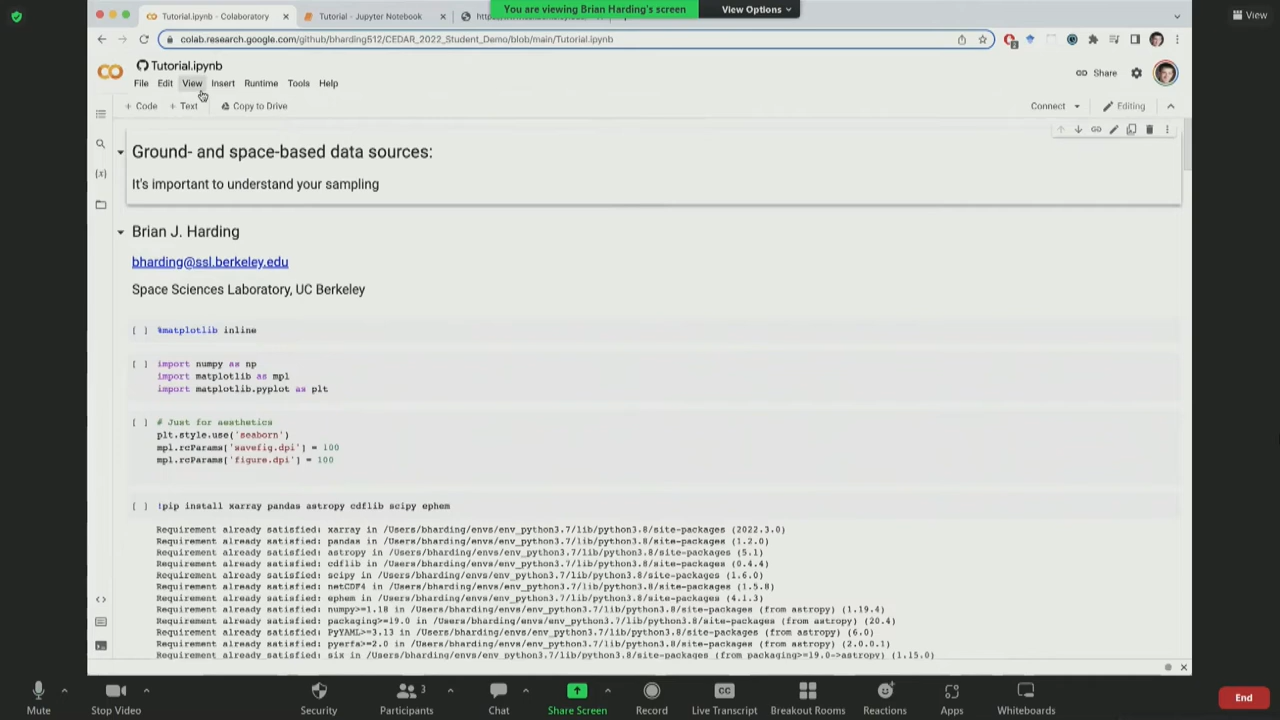 Tutorial.ipynb - Colaboratory
Tutorial - Jupyter Notebook
You are viewing Brian Harding's screen
View Options
View
colab.research.google.com/github/bharding512/CEDAR_2022_Student_Demo/blob/main/Tutorial.ipynb
Tutorial.ipynb
File Edit View Insert Runtime Tools Help
Share
+ Code + Text Copy to Drive
Connect
Editing
Ground- and space-based data sources:
It's important to understand your sampling
Brian J. Harding
bharding@ssl.berkeley.edu
Space Sciences Laboratory, UC Berkeley
[ ] %matplotlib inline
[ ] import numpy as np
import matplotlib as mpl
import matplotlib.pyplot as plt
[ ] # Just for aesthetics
plt.style.use('seaborn')
mpl.rcParams['savefig.dpi'] = 100
mpl.rcParams['figure.dpi'] = 100
[ ] !pip install xarray pandas astropy cdflib scipy ephem
Requirement already satisfied: xarray in /Users/bharding/envs/env_python3.7/lib/python3.8/site-packages (2022.3.0)
Requirement already satisfied: pandas in /Users/bharding/envs/env_python3.7/lib/python3.8/site-packages (1.2.0)
Requirement already satisfied: astropy in /Users/bharding/envs/env_python3.7/lib/python3.8/site-packages (5.1)
Requirement already satisfied: cdflib in /Users/bharding/envs/env_python3.7/lib/python3.8/site-packages (0.4.4)
Requirement already satisfied: scipy in /Users/bharding/envs/env_python3.7/lib/python3.8/site-packages (1.6.0)
Requirement already satisfied: netCDF4 in /Users/bharding/envs/env_python3.7/lib/python3.8/site-packages (1.5.8)
Requirement already satisfied: ephem in /Users/bharding/envs/env_python3.7/lib/python3.8/site-packages (4.1.3)
Requirement already satisfied: numpy>=1.18 in /Users/bharding/envs/env_python3.7/lib/python3.8/site-packages (from astropy) (1.19.4)
Requirement already satisfied: packaging>=19.0 in /Users/bharding/envs/env_python3.7/lib/python3.8/site-packages (from astropy) (20.4)
Requirement already satisfied: PyYAML>=3.13 in /Users/bharding/envs/env_python3.7/lib/python3.8/site-packages (from astropy) (6.0)
Requirement already satisfied: pyerfa>=2.0 in /Users/bharding/envs/env_python3.7/lib/python3.8/site-packages (from astropy) (2.0.0.1)
Requirement already satisfied: six in /Users/bharding/envs/env_python3.7/lib/python3.8/site-packages (from packaging>=19.0->astropy) (1.15.0)
3
Mute Stop Video Security Participants Chat Share Screen Record Live Transcript Breakout Rooms Reactions Apps Whiteboards End